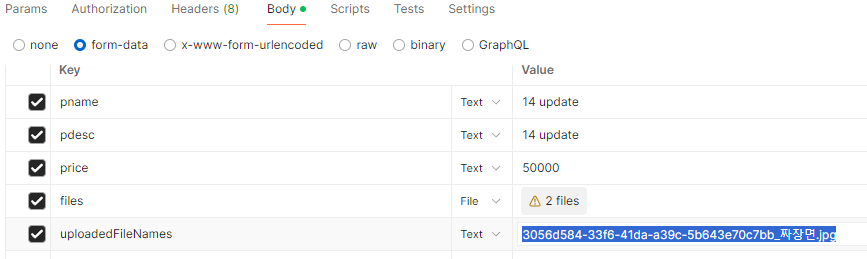 Params Authorization Headers (8) Body Scripts Tests Settings
none form-data x-www-form-urlencoded raw binary GraphQL
Key Value
pname Text 14 update
pdesc Text 14 update
price Text 50000
files File 2 files
uploadedFileNames Text 3056d584-33f6-41da-a39c-5b643e70c7bb_짜장면.jpg